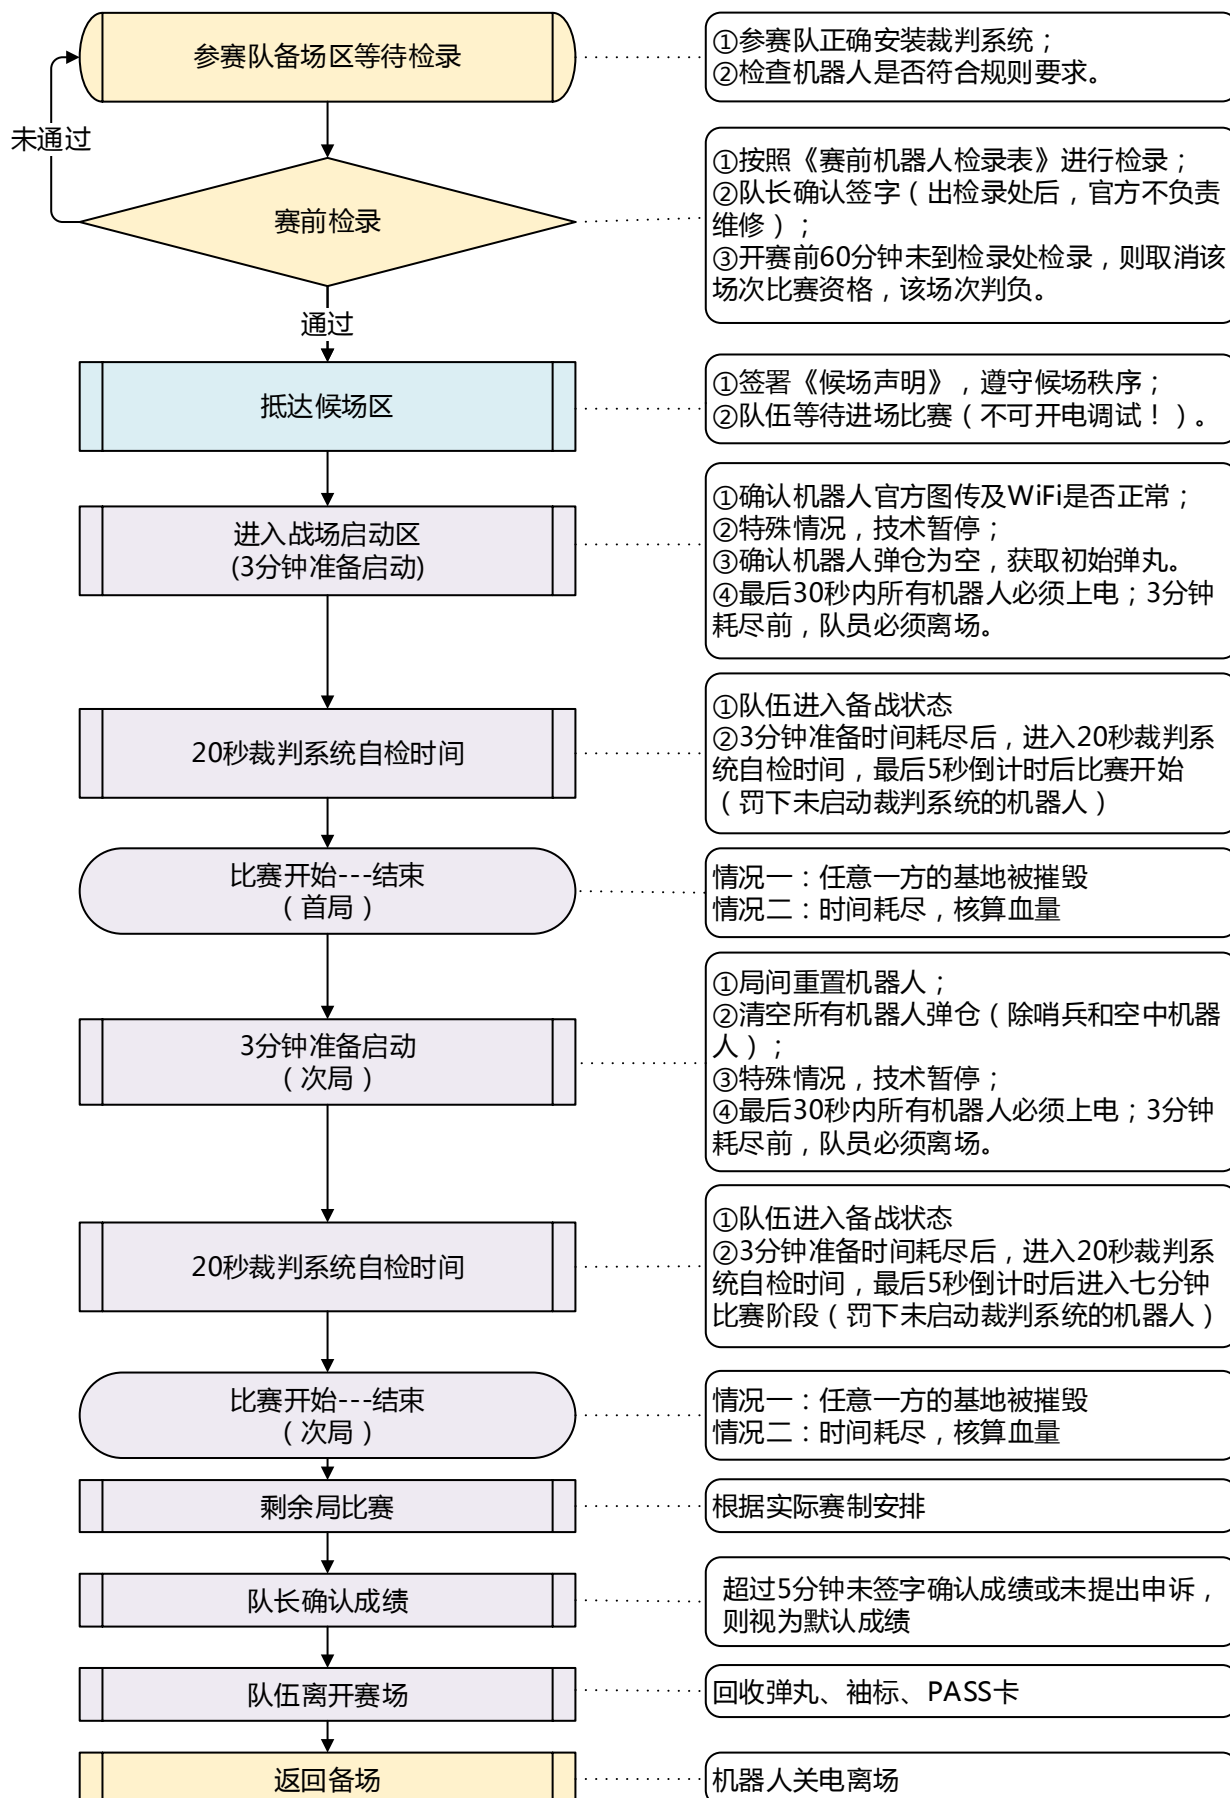 参赛队备场区等待检录
①参赛队正确安装裁判系统；
②检查机器人是否符合规则要求。
未通过
赛前检录
①按照《赛前机器人检录表》进行检录；
②队长确认签字（出检录处后，官方不负责
维修）；
③开赛前60分钟未到检录处检录，则取消该
场次比赛资格，该场次判负。
通过
抵达候场区
①签署《候场声明》，遵守候场秩序；
②队伍等待进场比赛（不可开电调试！）。
进入战场启动区
(3分钟准备启动)
①确认机器人官方图传及WiFi是否正常；
②特殊情况，技术暂停；
③确认机器人弹仓为空，获取初始弹丸。
④最后30秒内所有机器人必须上电；3分钟
耗尽前，队员必须离场。
20秒裁判系统自检时间
①队伍进入备战状态
②3分钟准备时间耗尽后，进入20秒裁判系
统自检时间，最后5秒倒计时后比赛开始
（罚下未启动裁判系统的机器人）
比赛开始---结束
（首局）
情况一：任意一方的基地被摧毁
情况二：时间耗尽，核算血量
3分钟准备启动
（次局）
①局间重置机器人；
②清空所有机器人弹仓（除哨兵和空中机器
人）；
③特殊情况，技术暂停；
④最后30秒内所有机器人必须上电；3分钟
耗尽前，队员必须离场。
20秒裁判系统自检时间
①队伍进入备战状态
②3分钟准备时间耗尽后，进入20秒裁判系
统自检时间，最后5秒倒计时后进入七分钟
比赛阶段（罚下未启动裁判系统的机器人）
比赛开始---结束
（次局）
情况一：任意一方的基地被摧毁
情况二：时间耗尽，核算血量
剩余局比赛
根据实际赛制安排
队长确认成绩
超过5分钟未签字确认成绩或未提出申诉，
则视为默认成绩
队伍离开赛场
回收弹丸、袖标、PASS卡
返回备场
机器人关电离场